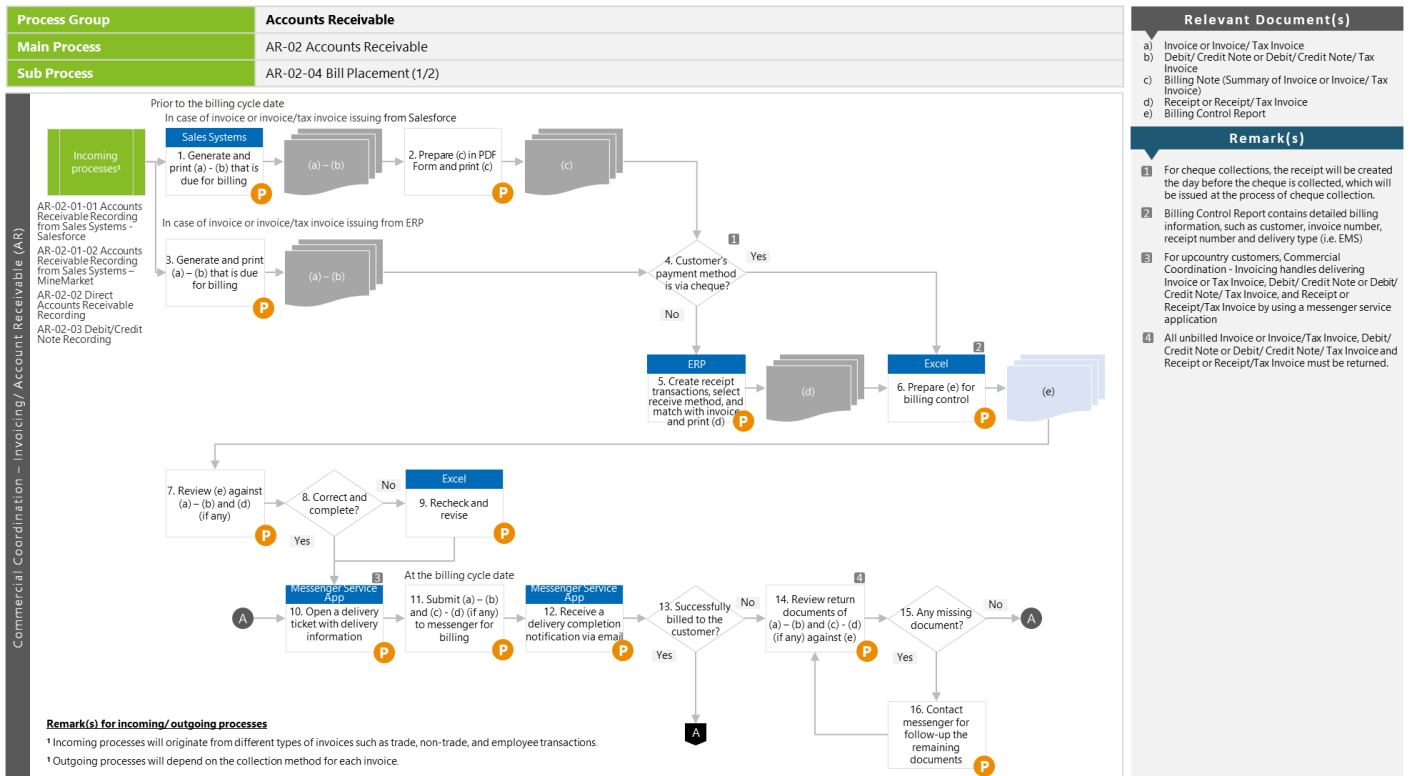 Process Group
Accounts Receivable
Main Process
AR-02 Accounts Receivable
Sub Process
AR-02-04 Bill Placement (1/2)
Commercial Coordination – Invoicing/ Account Receivable (AR)
Prior to the billing cycle date
In case of invoice or invoice/tax invoice issuing from Salesforce
Incoming
processes¹
AR-02-01-01 Accounts
Receivable Recording
from Sales Systems -
Salesforce
AR-02-01-02 Accounts
Receivable Recording
from Sales Systems –
MineMarket
AR-02-02 Direct
Accounts Receivable
Recording
AR-02-03 Debit/Credit
Note Recording
Sales Systems
1. Generate and
print (a) - (b) that is
due for billing
P
(a) – (b)
2. Prepare (c) in PDF
Form and print (c)
P
(c)
In case of invoice or invoice/tax invoice issuing from ERP
3. Generate and print
(a) – (b) that is due
for billing
P
(a) – (b)
1
4. Customer's
payment method
is via cheque?
Yes
No
ERP
5. Create receipt
transactions, select
receive method, and
match with invoice
and print (d)
P
(d)
2
Excel
6. Prepare (e) for
billing control
P
(e)
7. Review (e) against
(a) – (b) and (d)
(if any)
P
8. Correct and
complete?
No
Yes
Excel
9. Recheck and
revise
P
A
3
Messenger Service
App
10. Open a delivery
ticket with delivery
information
P
At the billing cycle date
11. Submit (a) – (b)
and (c) - (d) (if any)
to messenger for
billing
P
Messenger Service
App
12. Receive a
delivery completion
notification via email
P
13. Successfully
billed to the
customer?
No
Yes
A
4
14. Review return
documents of
(a) – (b) and (c) - (d)
(if any) against (e)
P
15. Any missing
document?
No
A
Yes
16. Contact
messenger for
follow-up the
remaining
documents
P
Remark(s) for incoming/outgoing processes
¹ Incoming processes will originate from different types of invoices such as trade, non-trade, and employee transactions.
¹ Outgoing processes will depend on the collection method for each invoice.
Relevant Document(s)
a) Invoice or Invoice/ Tax Invoice
b) Debit/ Credit Note or Debit/ Credit Note/ Tax
Invoice
c) Billing Note (Summary of Invoice or Invoice/ Tax
Invoice)
d) Receipt or Receipt/ Tax Invoice
e) Billing Control Report
Remark(s)
1 For cheque collections, the receipt will be created
the day before the cheque is collected, which will
be issued at the process of cheque collection.
2 Billing Control Report contains detailed billing
information, such as customer, invoice number,
receipt number and delivery type (i.e. EMS)
3 For upcountry customers, Commercial
Coordination - Invoicing handles delivering
Invoice or Tax Invoice, Debit/ Credit Note or Debit/
Credit Note/ Tax Invoice, and Receipt or
Receipt/Tax Invoice by using a messenger service
application
4 All unbilled Invoice or Invoice/Tax Invoice, Debit/
Credit Note or Debit/ Credit Note/ Tax Invoice and
Receipt or Receipt/Tax Invoice must be returned.